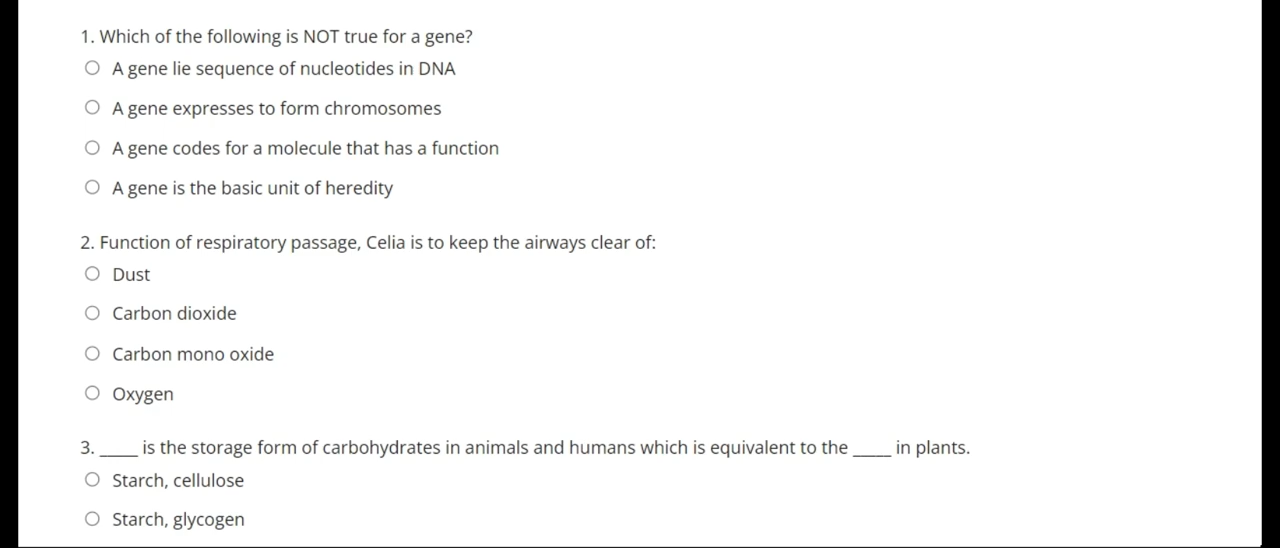 1. Which of the following is NOT true for a gene?
A gene lie sequence of nucleotides in DNA
A gene expresses to form chromosomes
A gene codes for a molecule that has a function
A gene is the basic unit of heredity
2. Function of respiratory passage, Celia is to keep the airways clear of:
Dust
Carbon dioxide
Carbon mono oxide
Oxygen
3. ____ is the storage form of carbohydrates in animals and humans which is equivalent to the ____ in plants.
Starch, cellulose
Starch, glycogen